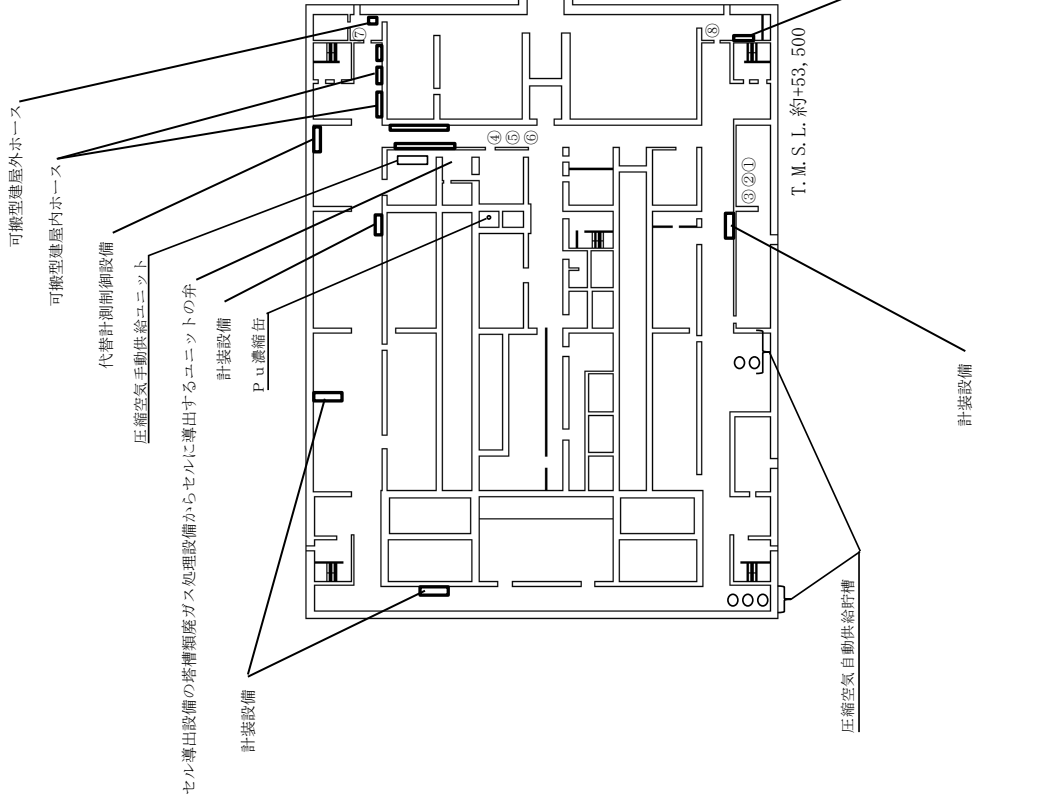 可搬型建屋外ホース
可搬型建屋内ホース
代替計測制御設備
圧縮空気手動供給ユニット
セル導出設備の塔槽類廃ガス処理設備からセルに導出するユニットの弁
計装設備
Ｐｕ濃縮缶
計装設備
⑦
④⑤⑥
⑧
③②①
T.M.S.L.約+53,500
計装設備
圧縮空気自動供給貯槽